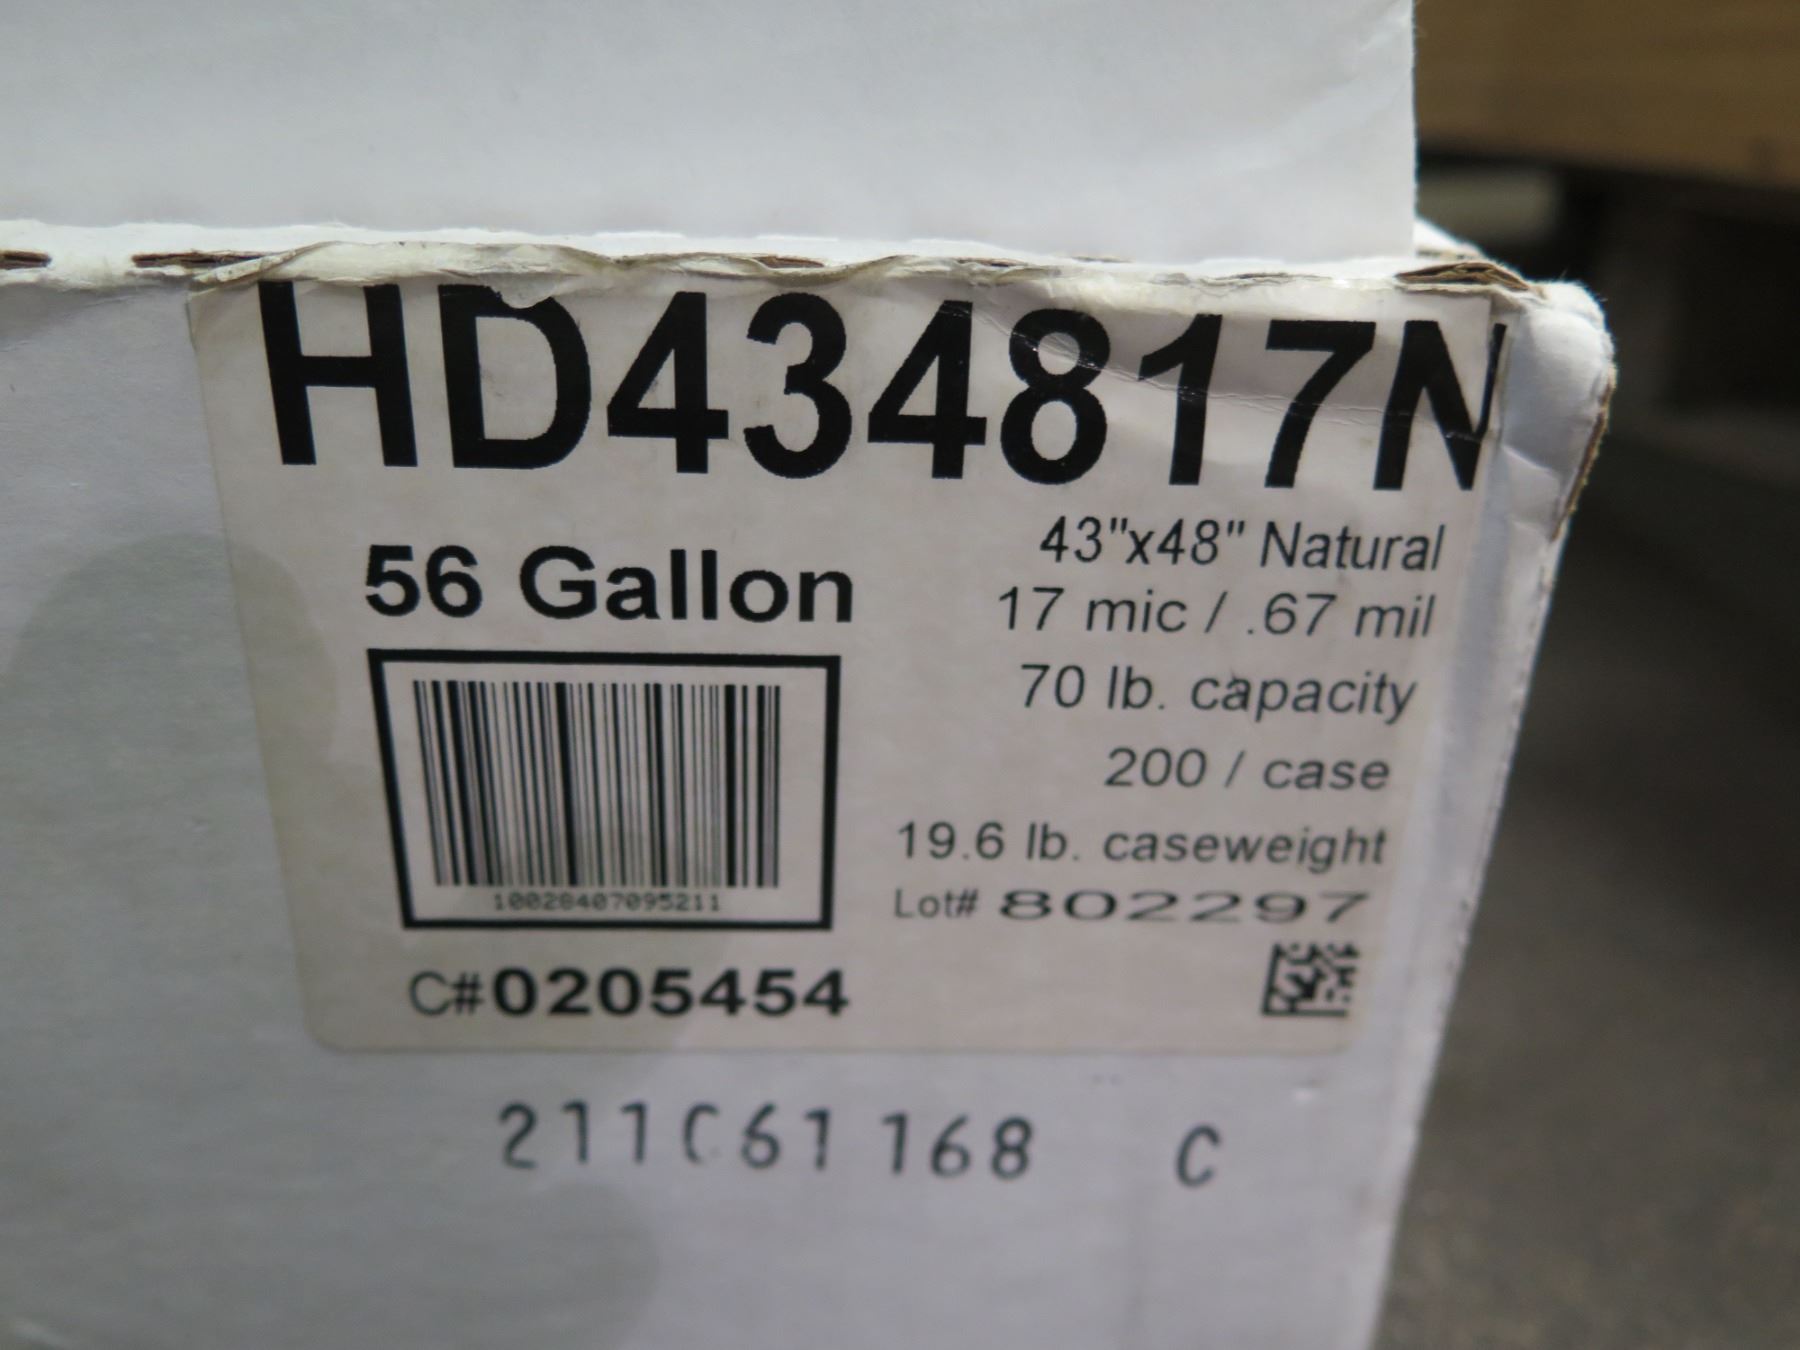 HD434817N
56 Gallon
43"x48" Natural
17 mic / .67 mil
70 lb. capacity
200 / case
19.6 lb. caseweight
Lot# 802297
10028407095211
C#0205454
211C61168 C